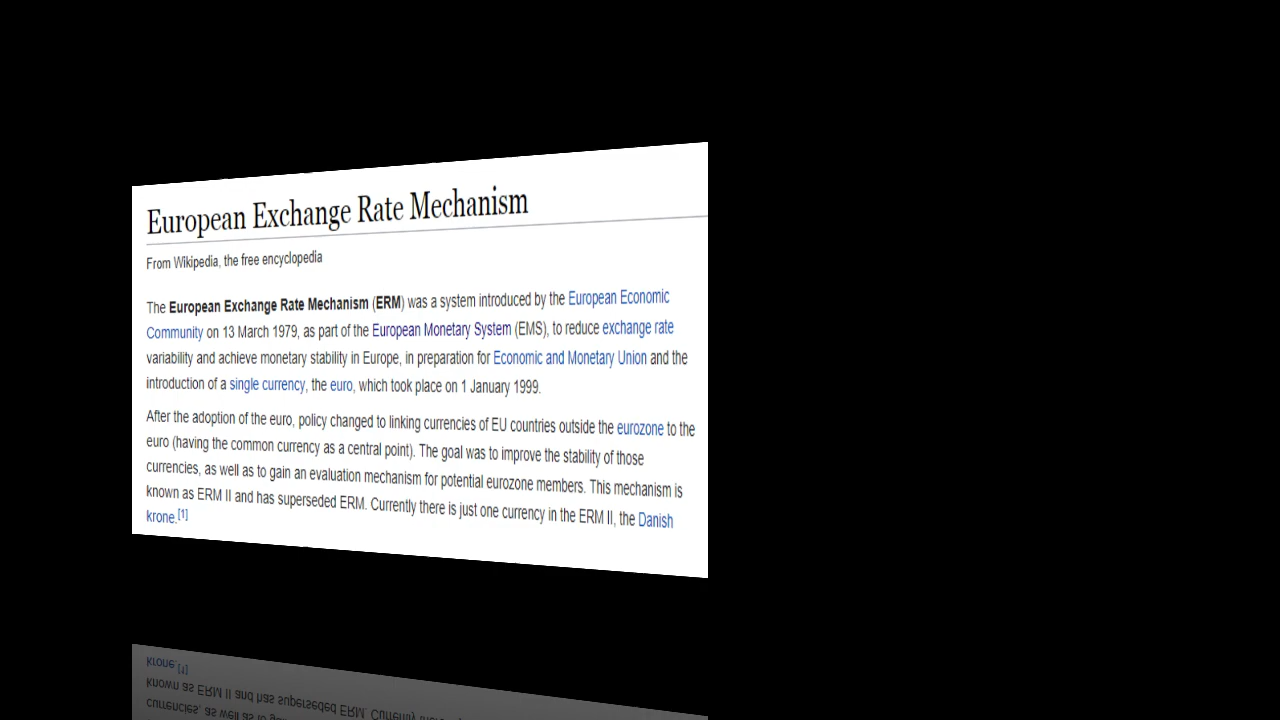 European Exchange Rate Mechanism
From Wikipedia, the free encyclopedia
The European Exchange Rate Mechanism (ERM) was a system introduced by the European Economic
Community on 13 March 1979, as part of the European Monetary System (EMS), to reduce exchange rate
variability and achieve monetary stability in Europe, in preparation for Economic and Monetary Union and the
introduction of a single currency, the euro, which took place on 1 January 1999.
After the adoption of the euro, policy changed to linking currencies of EU countries outside the eurozone to the
euro (having the common currency as a central point). The goal was to improve the stability of those
currencies, as well as to gain an evaluation mechanism for potential eurozone members. This mechanism is
known as ERM II and has superseded ERM. Currently there is just one currency in the ERM II, the Danish
krone.[1]